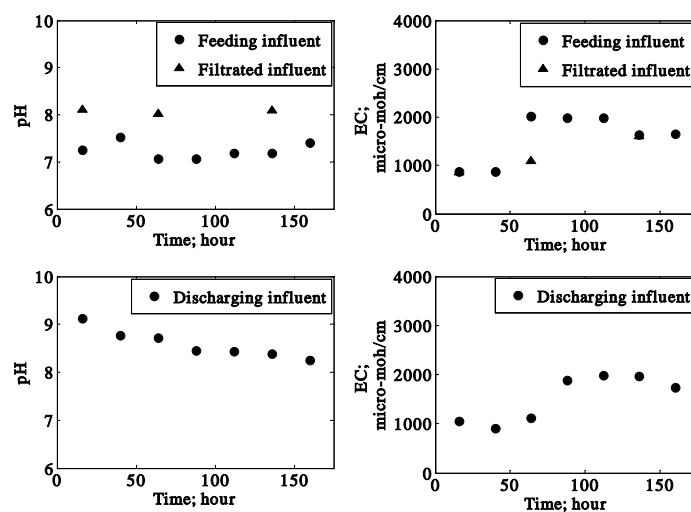 10
9
8
7
6
pH
Feeding influent
Filtrated influent
0
50
100
150
Time; hour
4000
3000
2000
1000
0
EC;
micro-moh/cm
Feeding influent
Filtrated influent
0
50
100
150
Time; hour
10
9
8
7
6
pH
Discharging influent
0
50
100
150
Time; hour
4000
3000
2000
1000
0
EC;
micro-moh/cm
Discharging influent
0
50
100
150
Time; hour